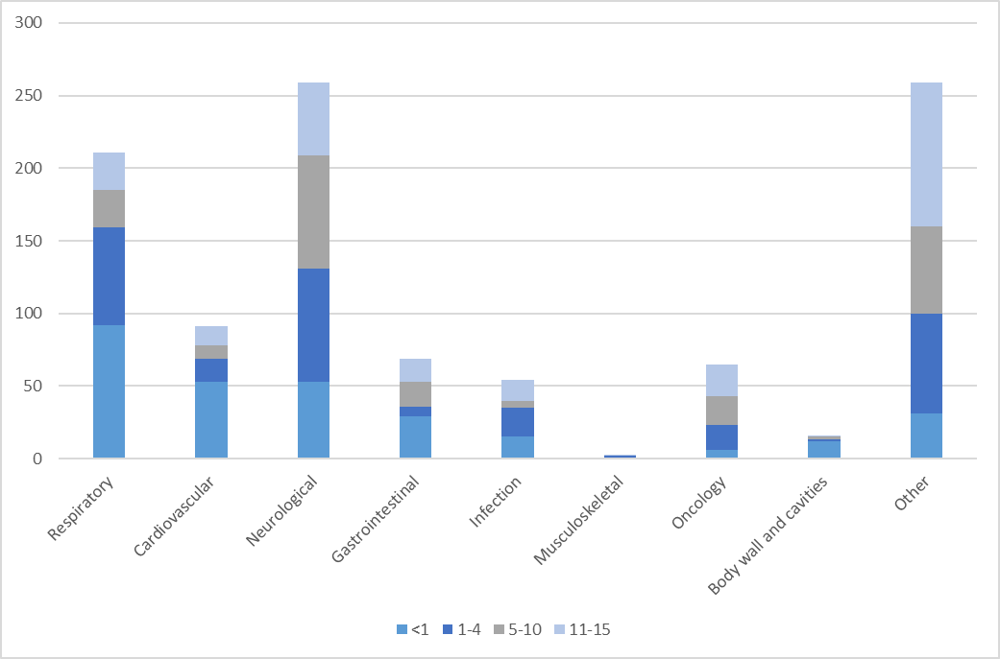 300
250
200
150
100
50
0
Respiratory
Cardiovascular
Neurological
Gastrointestinal
Infection
Musculoskeletal
Oncology
Body wall and cavities
Other
<1 1-4 5-10 11-15